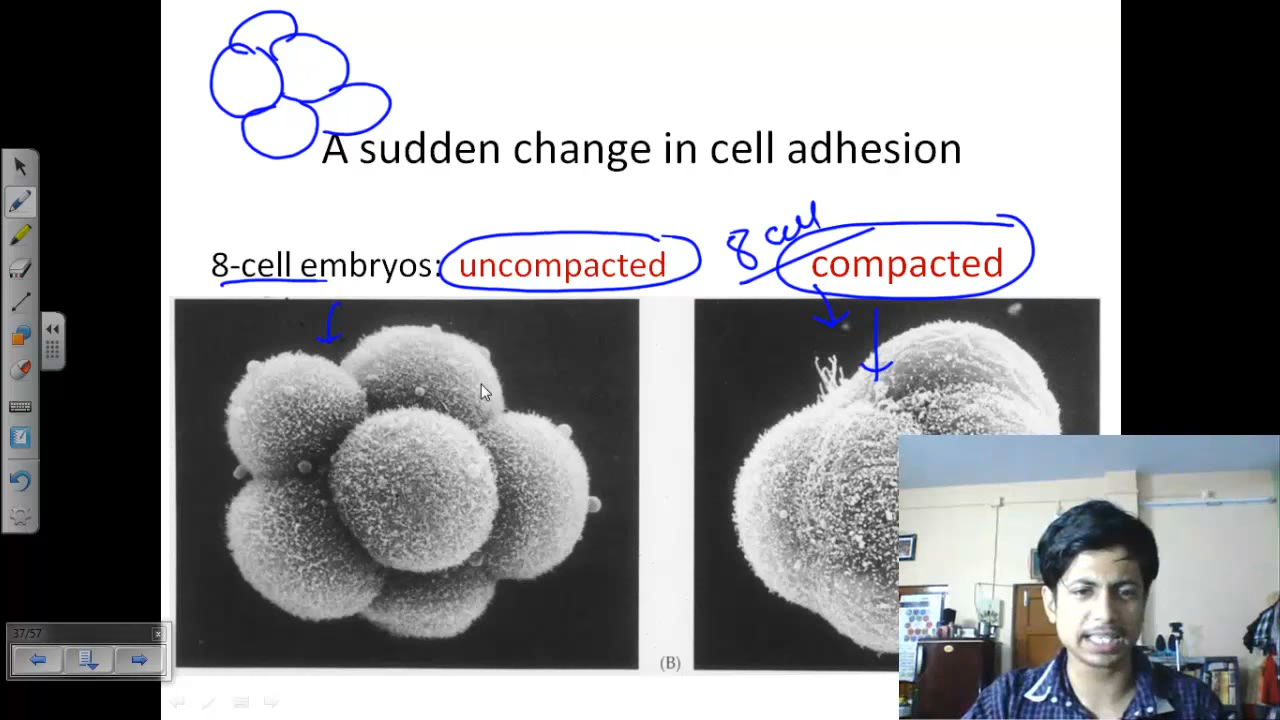 A sudden change in cell adhesion
8 cell
8-cell embryos: uncompacted compacted
37/57
(B)